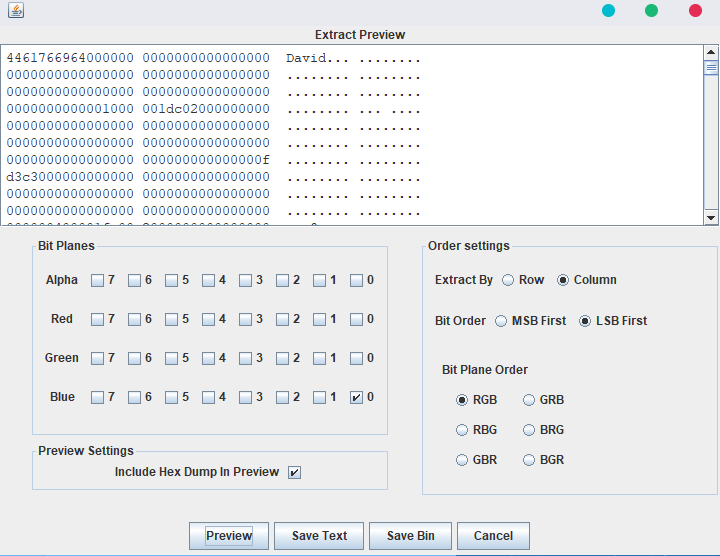 Extract Preview
4461766964000000 0000000000000000 David... ........
0000000000000000 0000000000000000 ........ ........
0000000000000000 0000000000000000 ........ ........
0000000000001000 001dc02000000000 ........ ... ....
0000000000000000 0000000000000000 ........ ........
0000000000000000 0000000000000000 ........ ........
0000000000000000 000000000000000f ........ ........
d3c3000000000000 0000000000000000 ........ ........
0000000000000000 0000000000000000 ........ ........
0000000000000000 0000000000000000 ........ ........
Bit Planes
Alpha 7 6 5 4 3 2 1 0
Red 7 6 5 4 3 2 1 0
Green 7 6 5 4 3 2 1 0
Blue 7 6 5 4 3 2 1 0
Preview Settings
Include Hex Dump In Preview
Order settings
Extract By Row Column
Bit Order MSB First LSB First
Bit Plane Order
RGB GRB
RBG BRG
GBR BGR
Preview Save Text Save Bin Cancel